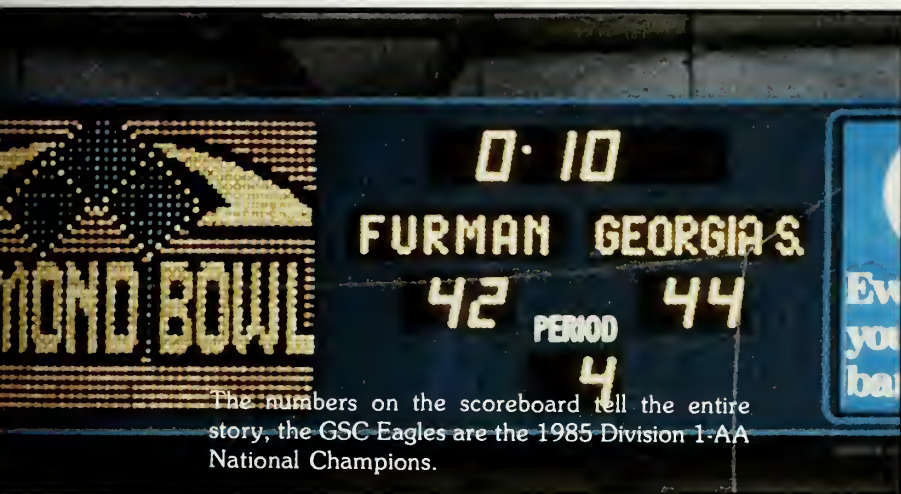 0:10
FURMAN GEORGIA S.
42 44
PERIOD
4
BOWL
The numbers on the scoreboard tell the entire
story, the GSC Eagles are the 1985 Division 1-AA
National Champions.